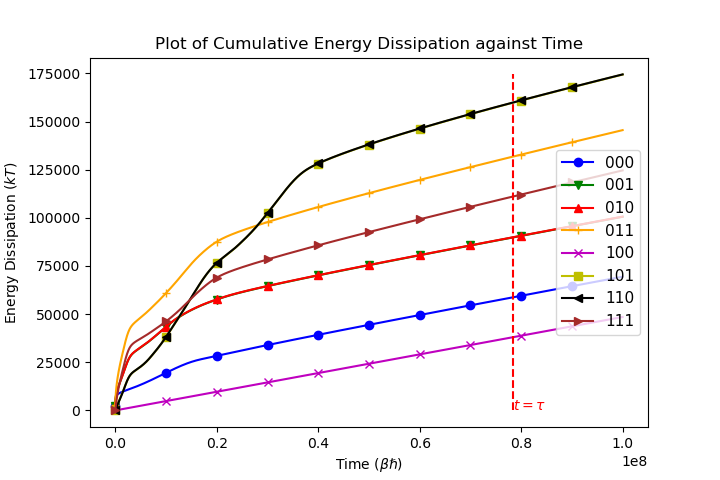 Plot of Cumulative Energy Dissipation against Time
Energy Dissipation (kT)
175000
150000
125000
100000
75000
50000
25000
0
000
001
010
011
100
101
110
111
t = τ
0.0 0.2 0.4 0.6 0.8 1.0
1e8
Time (βħ)